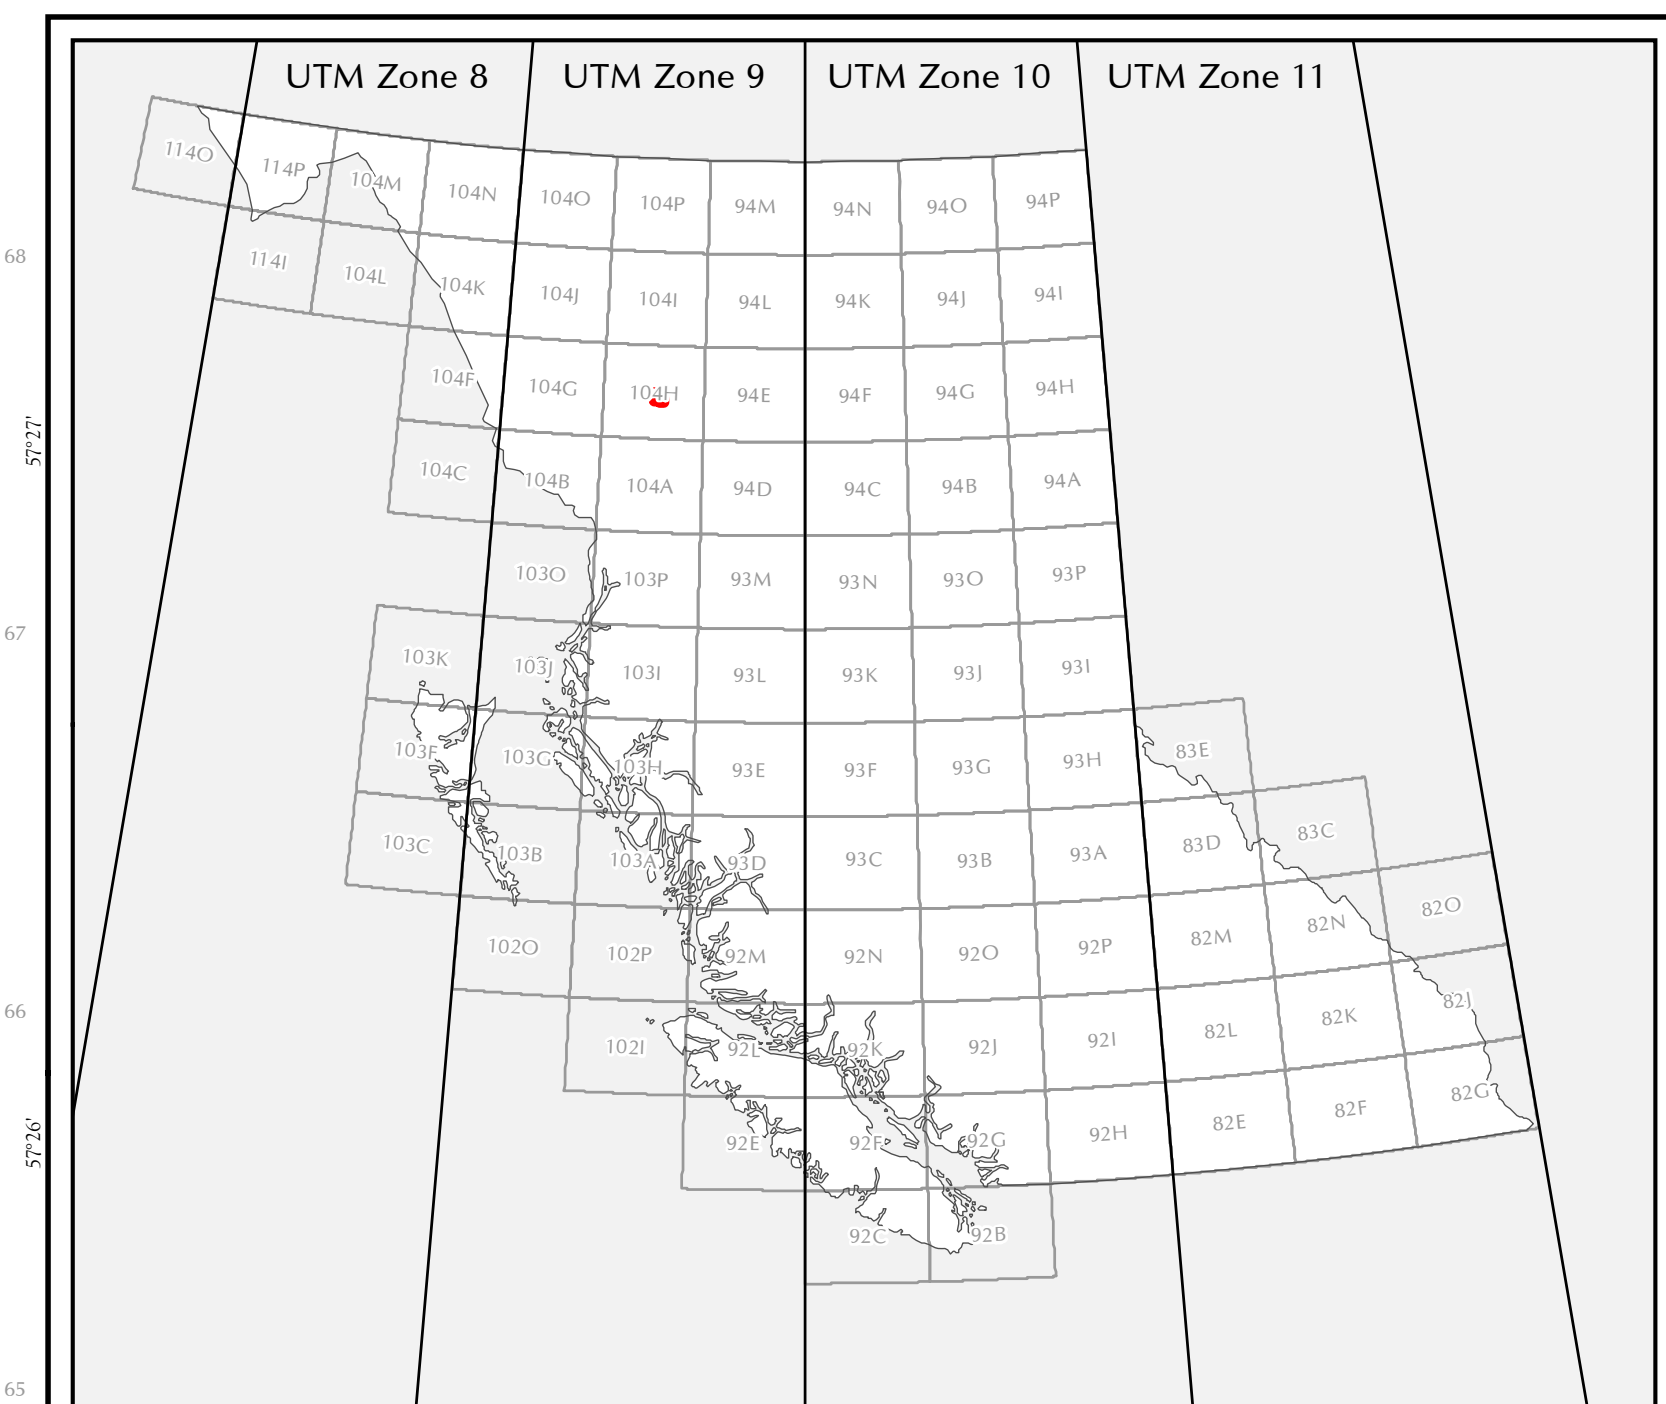 UTM Zone 8 UTM Zone 9 UTM Zone 10 UTM Zone 11
114O 114P 104M 104N 104O 104P 94M 94N 94O 94P
68
114I 104L 104K 104J 104I 94L 94K 94J 94I
104F 104G 104H 94E 94F 94G 94H
57°27'
104C 104B 104A 94D 94C 94B 94A
103O 103P 93M 93N 93O 93P
67
103K 103J 103I 93L 93K 93J 93I
103F 103G 103H 93E 93F 93G 93H 83E
103C 103B 103A 93D 93C 93B 93A 83D 83C
102O 102P 92M 92N 92O 92P 82M 82N 82O
66
102I 92L 92K 92J 92I 82L 82K 82J
57°26'
92E 92F 92G 92H 82E 82F 82G
92C 92B
65